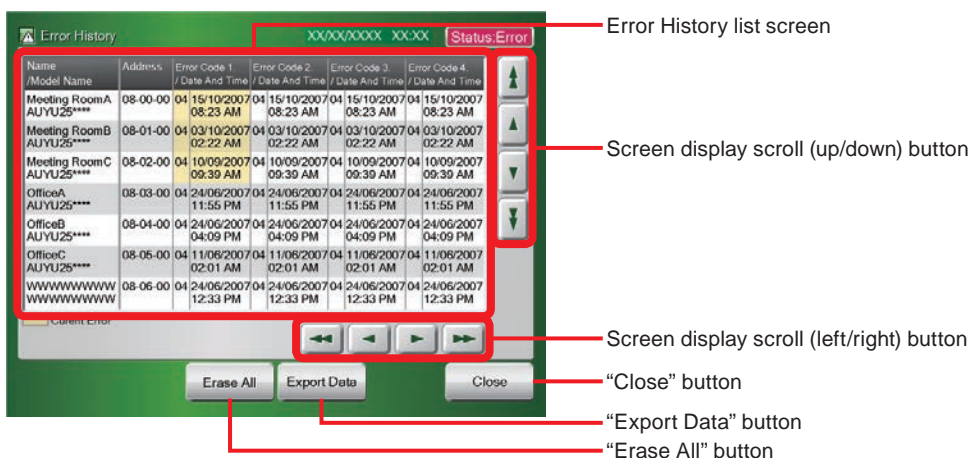 Error History XX/XX/XXXX XX:XX Status:Error
Name Address Error Code 1. Error Code 2. Error Code 3. Error Code 4.
/Model Name / Date And Time / Date And Time / Date And Time / Date And Time
Meeting RoomA 08-00-00 04 15/10/2007 04 15/10/2007 04 15/10/2007 04 15/10/2007
AUYU25**** 08:23 AM 08:23 AM 08:23 AM 08:23 AM
Meeting RoomB 08-01-00 04 03/10/2007 04 03/10/2007 04 03/10/2007 04 03/10/2007
AUYU25**** 02:22 AM 02:22 AM 02:22 AM 02:22 AM
Meeting RoomC 08-02-00 04 10/09/2007 04 10/09/2007 04 10/09/2007 04 10/09/2007
AUYU25**** 09:39 AM 09:39 AM 09:39 AM 09:39 AM
OfficeA 08-03-00 04 24/06/2007 04 24/06/2007 04 24/06/2007 04 24/06/2007
AUYU25**** 11:55 PM 11:55 PM 11:55 PM 11:55 PM
OfficeB 08-04-00 04 24/06/2007 04 24/06/2007 04 24/06/2007 04 24/06/2007
AUYU25**** 04:09 PM 04:09 PM 04:09 PM 04:09 PM
OfficeC 08-05-00 04 11/06/2007 04 11/06/2007 04 11/06/2007 04 11/06/2007
AUYU25**** 02:01 AM 02:01 AM 02:01 AM 02:01 AM
WWWWWWWW 08-06-00 04 24/06/2007 04 24/06/2007 04 24/06/2007 04 24/06/2007
WWWWWWWW 12:33 PM 12:33 PM 12:33 PM 12:33 PM
Curent Error
Erase All Export Data Close
Error History list screen
Screen display scroll (up/down) button
Screen display scroll (left/right) button
“Close” button
“Export Data” button
“Erase All” button